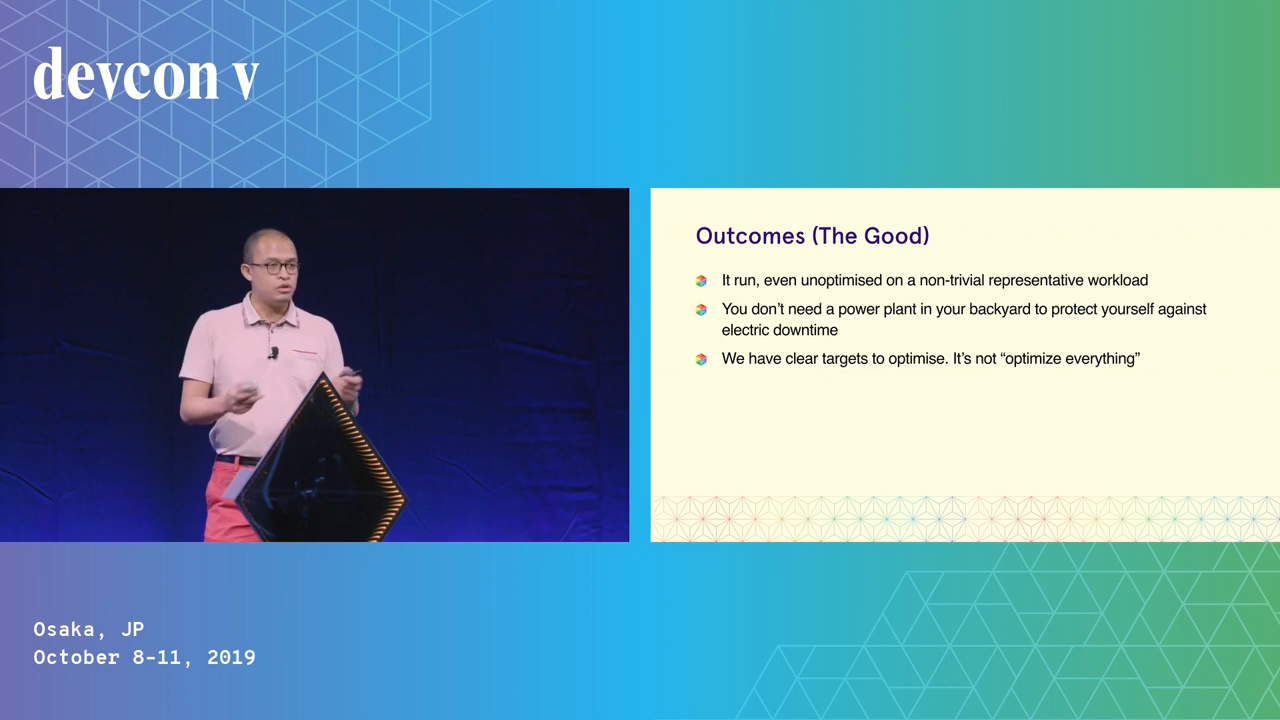 devcon v
Outcomes (The Good)
It run, even unoptimised on a non-trivial representative workload
You don’t need a power plant in your backyard to protect yourself against
electric downtime
We have clear targets to optimise. It’s not “optimize everything”
Osaka, JP
October 8-11, 2019